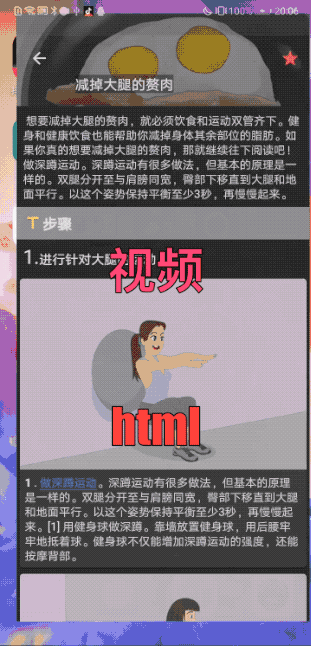 100% 20:06
减掉大腿的赘肉
想要减掉大腿的赘肉，就必须饮食和运动双管齐下。健
身和健康饮食也能帮助你减掉身体其余部位的脂肪。如
果你真的想要减掉大腿的赘肉，那就继续往下阅读吧！
做深蹲运动。深蹲运动有很多做法，但基本的原理是一
样的。双腿分开至与肩膀同宽，臀部下移直到大腿和地
面平行。以这个姿势保持平衡至少3秒，再慢慢起来。
步骤
1.进行针对大腿
视频
html
1 . 做深蹲运动。深蹲运动有很多做法，但基本的原理
是一样的。双腿分开至与肩膀同宽，臀部下移直到大腿
和地面平行。以这个姿势保持平衡至少3秒，再慢慢起
来。[1] 用健身球做深蹲。靠墙放置健身球，用后腰牢
牢地抵着球。健身球不仅能增加深蹲运动的强度，还能
按摩背部。